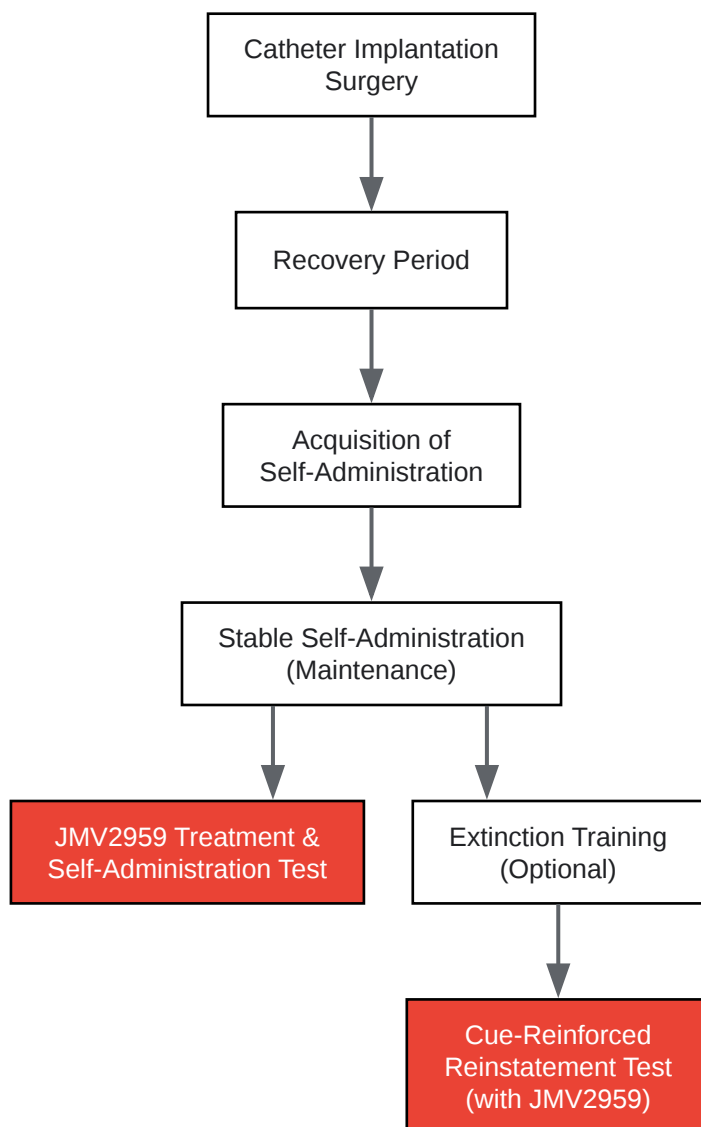 Catheter Implantation
Surgery
Recovery Period
Acquisition of
Self-Administration
Stable Self-Administration
(Maintenance)
JMV2959 Treatment &
Self-Administration Test
Extinction Training
(Optional)
Cue-Reinforced
Reinstatement Test
(with JMV2959)